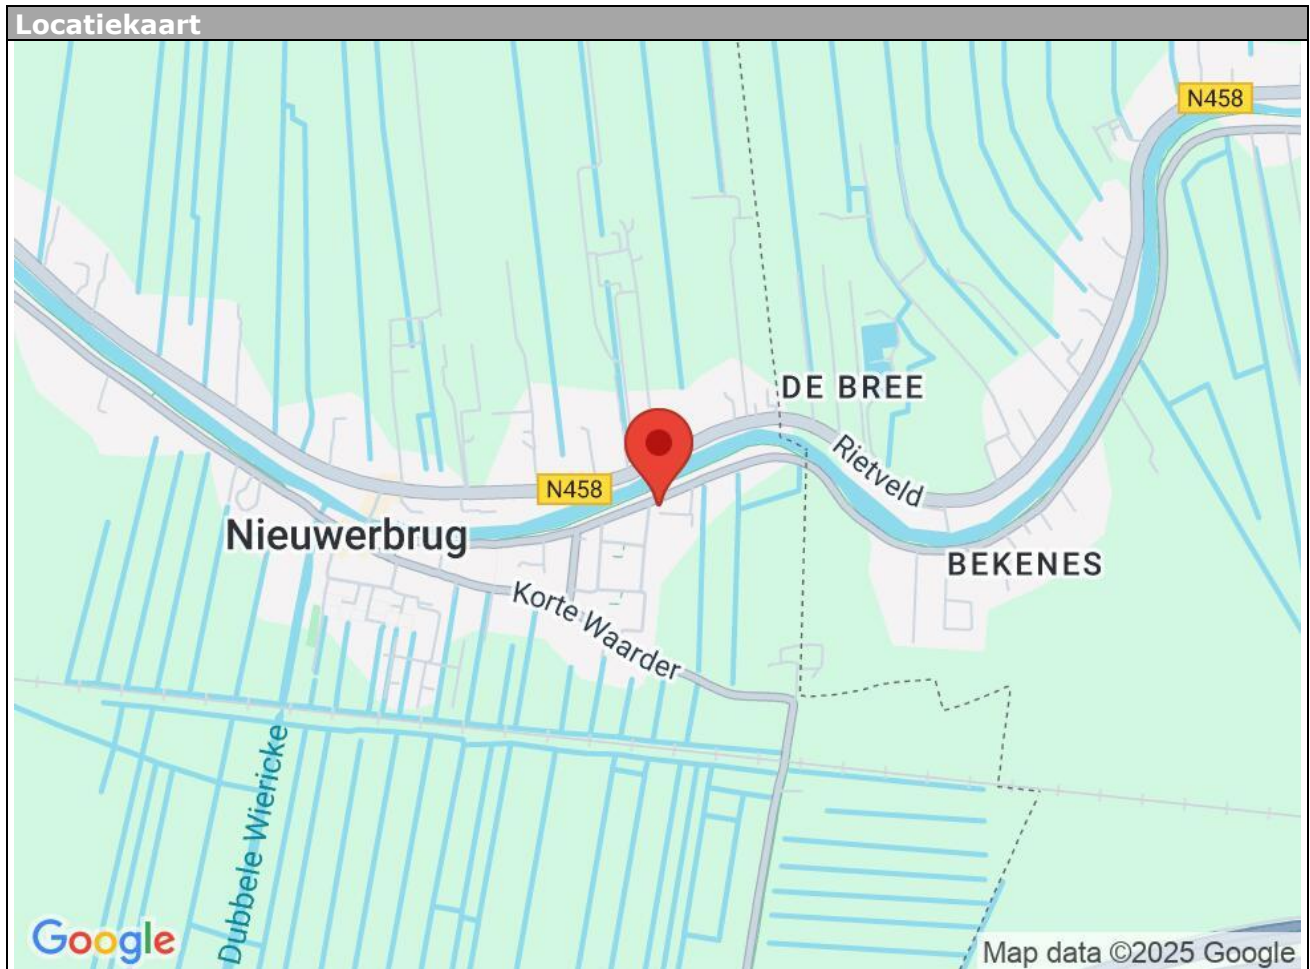 Locatiekaart
N458
DE BREE
Rietveld
N458
Nieuwerbrug
BEKENES
Korte Waarder
Dubbele Wiericke
Google
Map data ©2025 Google